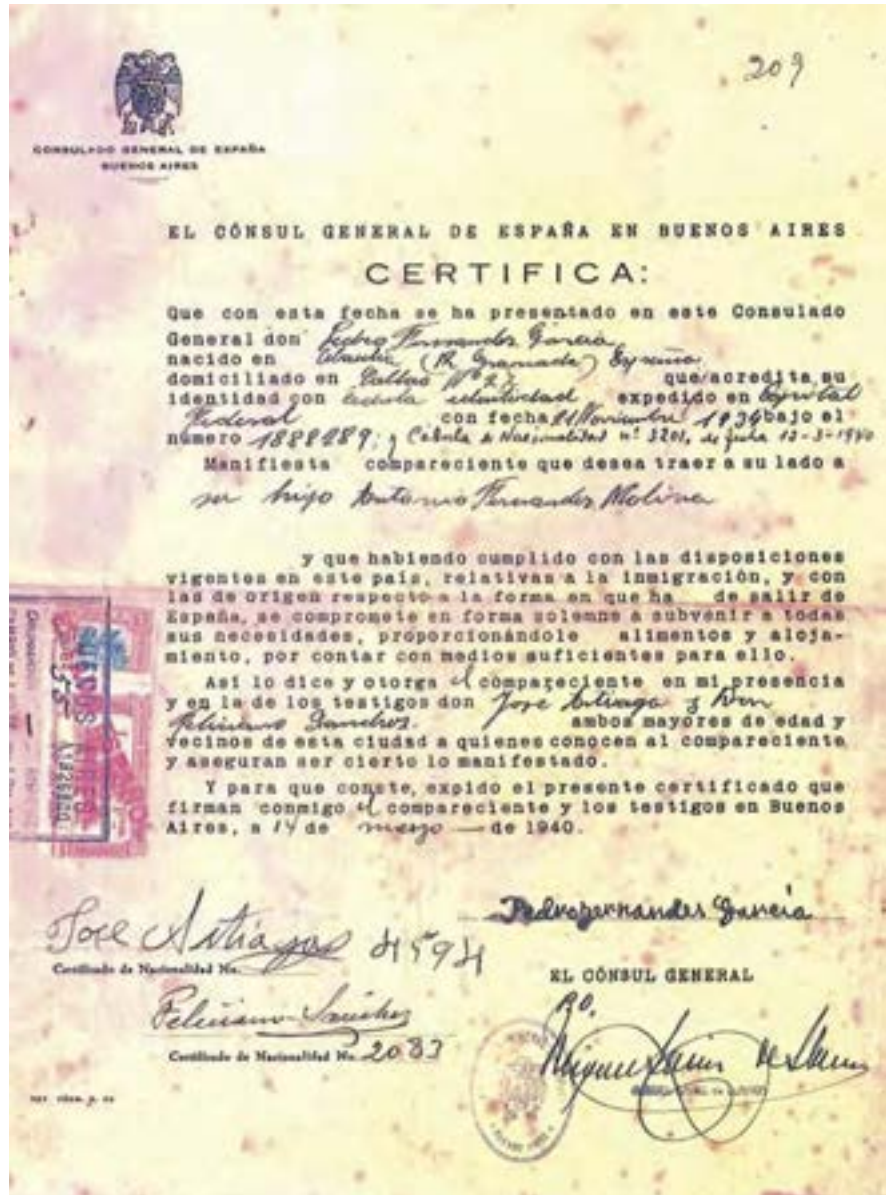 209
CONSULADO GENERAL DE ESPAÑA
BUENOS AIRES
EL CÓNSUL GENERAL DE ESPAÑA EN BUENOS AIRES
CERTIFICA:
Que con esta fecha se ha presentado en este Consulado
General don Pedro Fernandez Garcia
nacido en (P. Granada) España
domiciliado en Nº 27 que acredita su
identidad con cedula identidad expedido en Capital
Federal con fecha 21 Noviembre 1934 bajo el
número 1888289; y Cédula de Nacionalidad nº 3201, de fecha 12-3-1940
Manifiesta compareciente que desea traer a su lado a
su hijo Antonio Fernandez Molina
y que habiendo cumplido con las disposiciones
vigentes en este país, relativas a la inmigración, y con
las de origen respecto a la forma en que ha de salir de
España, se compromete en forma solemne a subvenir a todas
sus necesidades, proporcionándole alimentos y aloja-
miento, por contar con medios suficientes para ello.
Así lo dice y otorga el compareciente en mi presencia
y en la de los testigos don Jose Artiaga y Don
Feliciano Sanchez. ambos mayores de edad y
vecinos de esta ciudad a quienes conocen al compareciente
y aseguran ser cierto lo manifestado.
Y para que conste, expido el presente certificado que
firman conmigo el compareciente y los testigos en Buenos
Aires, a 14 de marzo — de 1940.
Pedro Fernandez Garcia
Jose Artiagas 4594
Certificado de Nacionalidad No.
EL CÓNSUL GENERAL
P.O.
Feliciano Sanchez
Certificado de Nacionalidad No. 2083